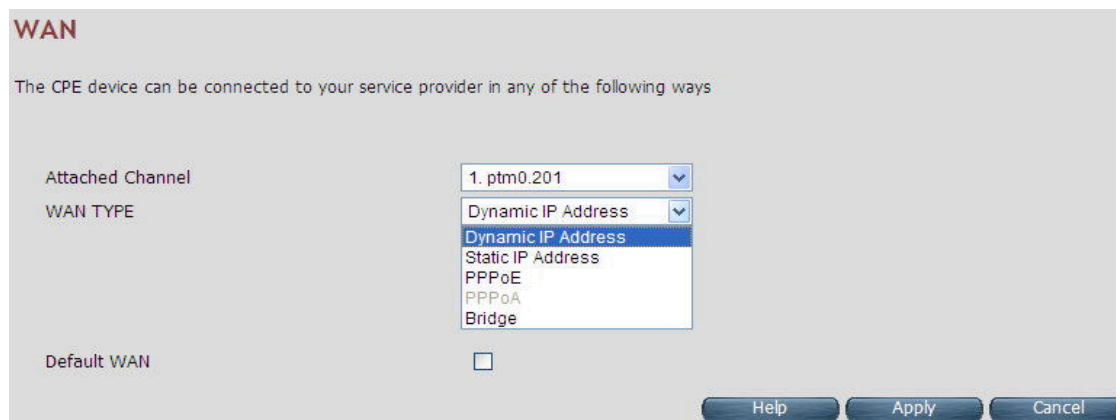 WAN
The CPE device can be connected to your service provider in any of the following ways
Attached Channel 1. ptm0.201
WAN TYPE Dynamic IP Address
Dynamic IP Address
Static IP Address
PPPoE
PPPoA
Bridge
Default WAN
Help Apply Cancel